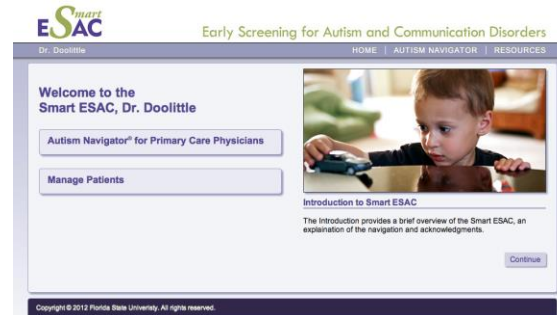 Smart
ESAC
Early Screening for Autism and Communication Disorders
Dr. Doolittle
HOME | AUTISM NAVIGATOR | RESOURCES
Welcome to the
Smart ESAC, Dr. Doolittle
Autism Navigator® for Primary Care Physicians
Manage Patients
Introduction to Smart ESAC
The Introduction provides a brief overview of the Smart ESAC, an
explaination of the navigation and acknowledgments.
Continue
Copyright © 2012 Florida State Univeristy. All rights reserved.